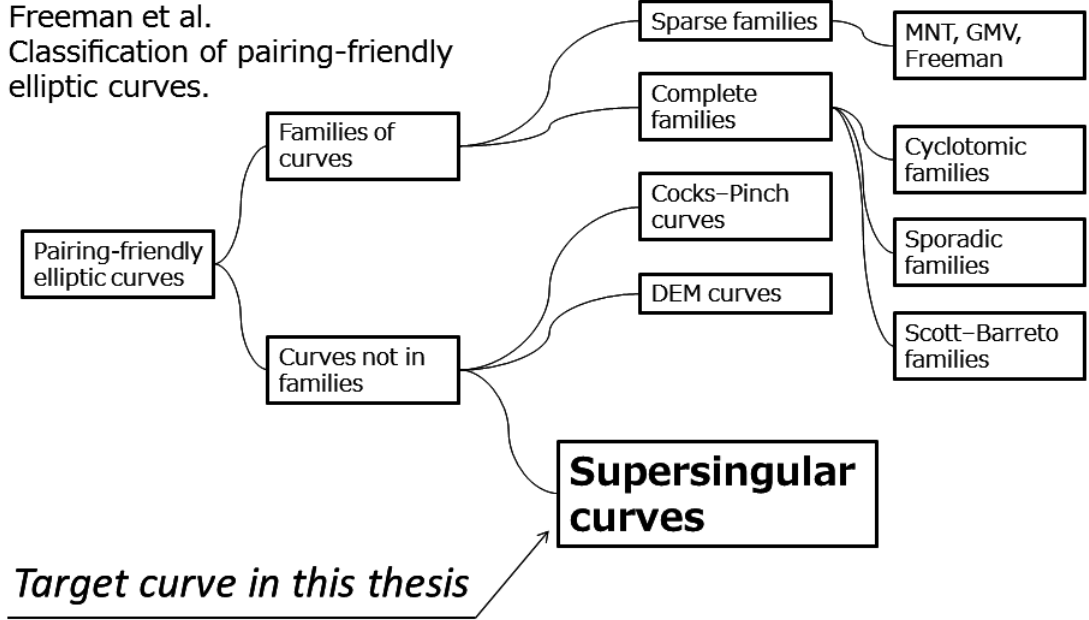 Freeman et al.
Classification of pairing-friendly
elliptic curves.
Pairing-friendly
elliptic curves
Families of
curves
Curves not in
families
Sparse families
Complete
families
Cocks–Pinch
curves
DEM curves
Supersingular
curves
MNT, GMV,
Freeman
Cyclotomic
families
Sporadic
families
Scott–Barreto
families
Target curve in this thesis